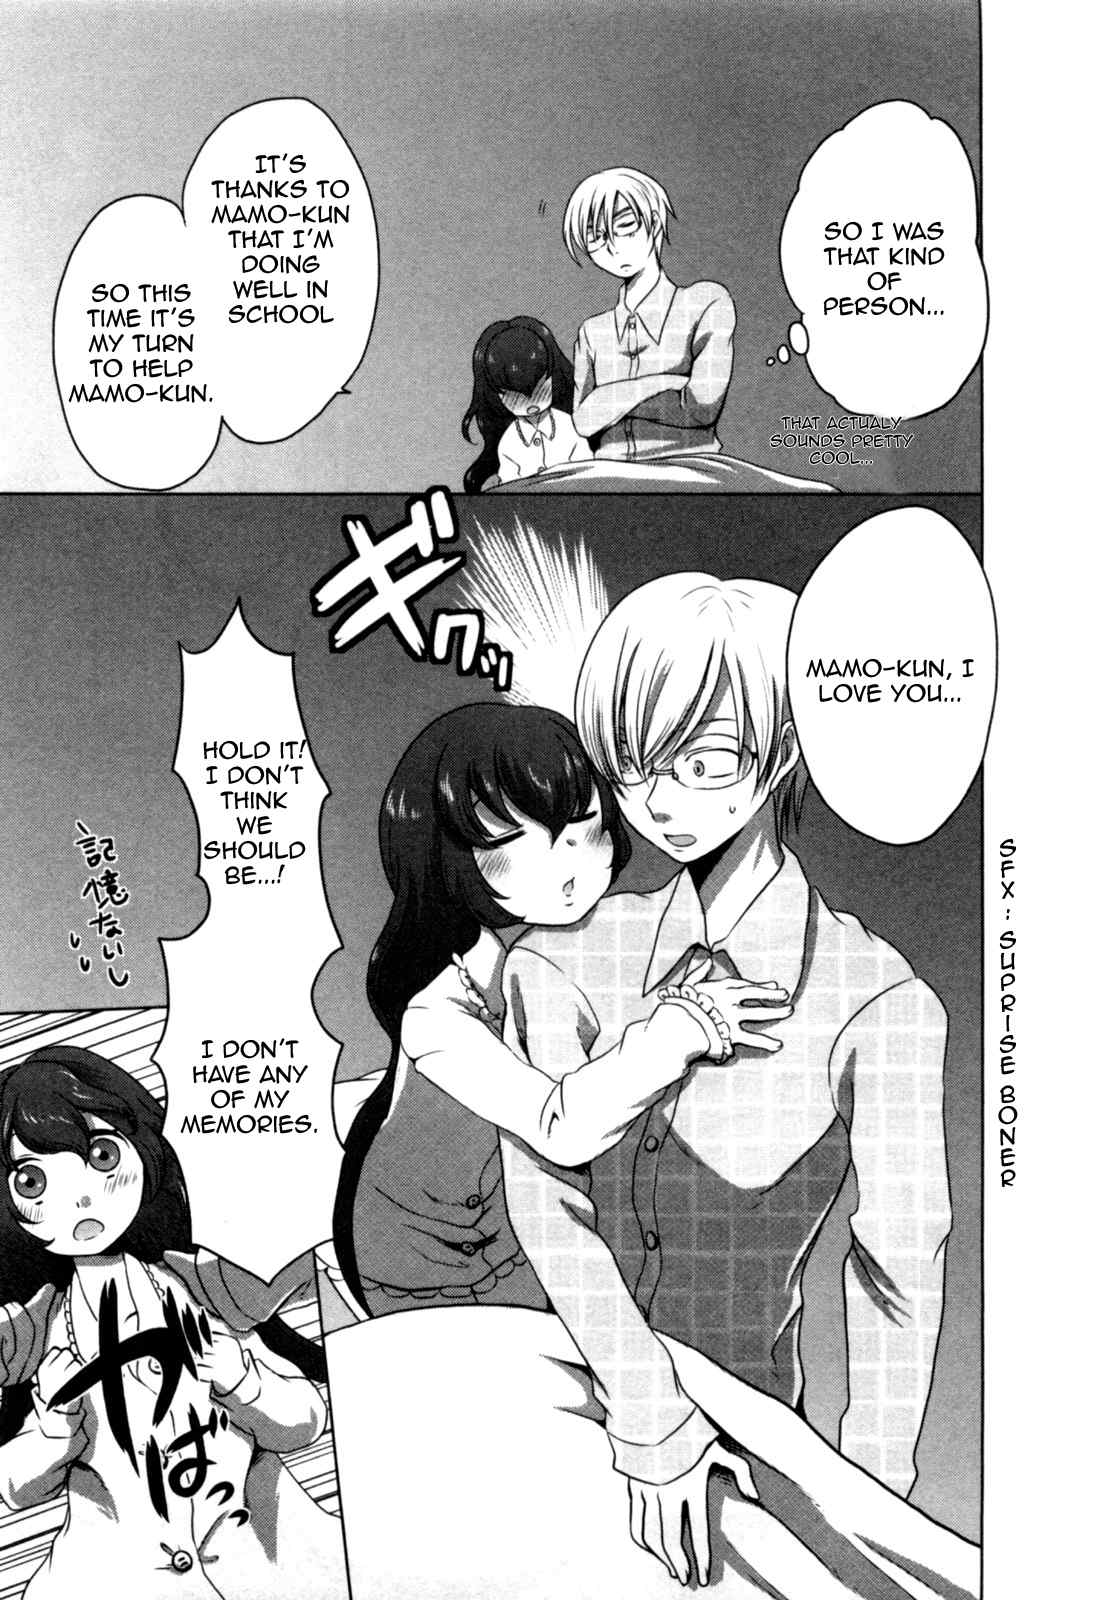 SO I WAS
THAT KIND
OF
PERSON...
THAT ACTUALY
SOUNDS PRETTY
COOL...
IT'S
THANKS TO
MAMO-KUN
THAT I'M
DOING
WELL IN
SCHOOL
SO THIS
TIME IT'S
MY TURN
TO HELP
MAMO-KUN.
MAMO-KUN, I
LOVE YOU...
ギクッ
SFX: SUPRISE BONER
HOLD IT!
I DON'T
THINK
WE
SHOULD
BE...!
I DON'T
HAVE ANY
OF MY
MEMORIES.
記憶ないし
がばっ